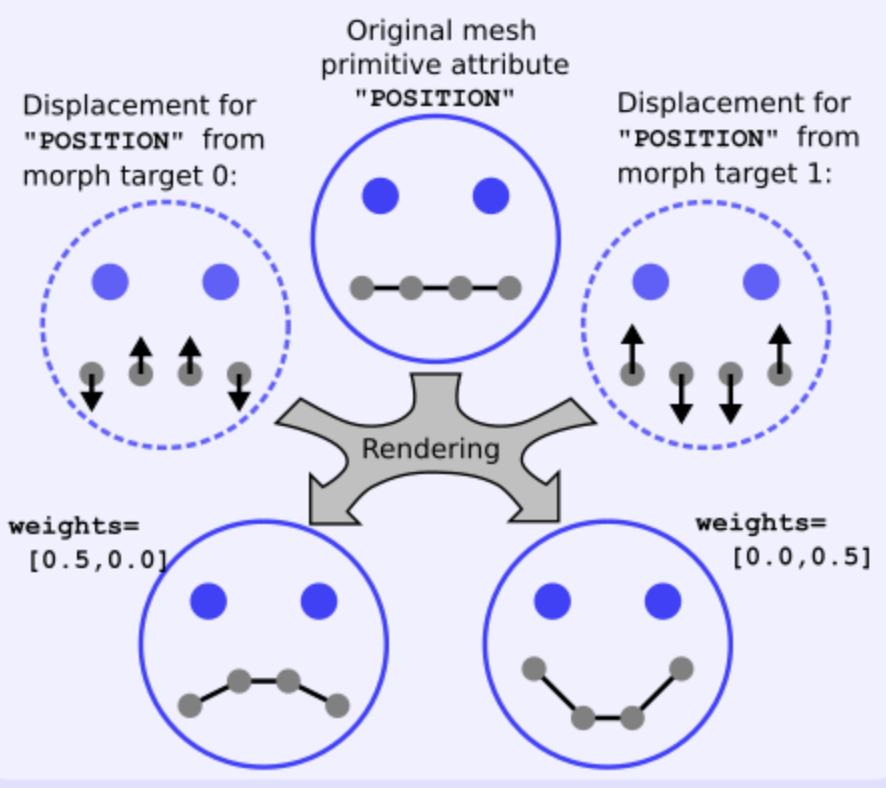 Original mesh
primitive attribute
"POSITION"
Displacement for
"POSITION" from
morph target 0:
Displacement for
"POSITION" from
morph target 1:
Rendering
weights=
[0.5,0.0]
weights=
[0.0,0.5]